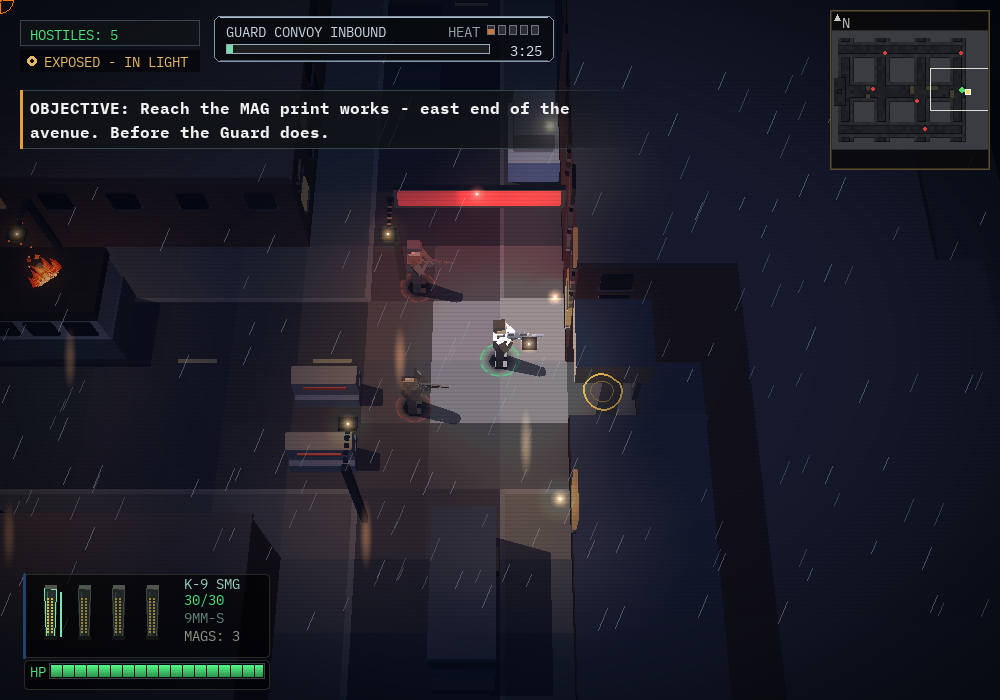 HOSTILES: 5
EXPOSED - IN LIGHT
GUARD CONVOY INBOUND
HEAT
3:25
N
OBJECTIVE: Reach the MAG print works - east end of the
avenue. Before the Guard does.
K-9 SMG
30/30
9MM-S
MAGS: 3
HP